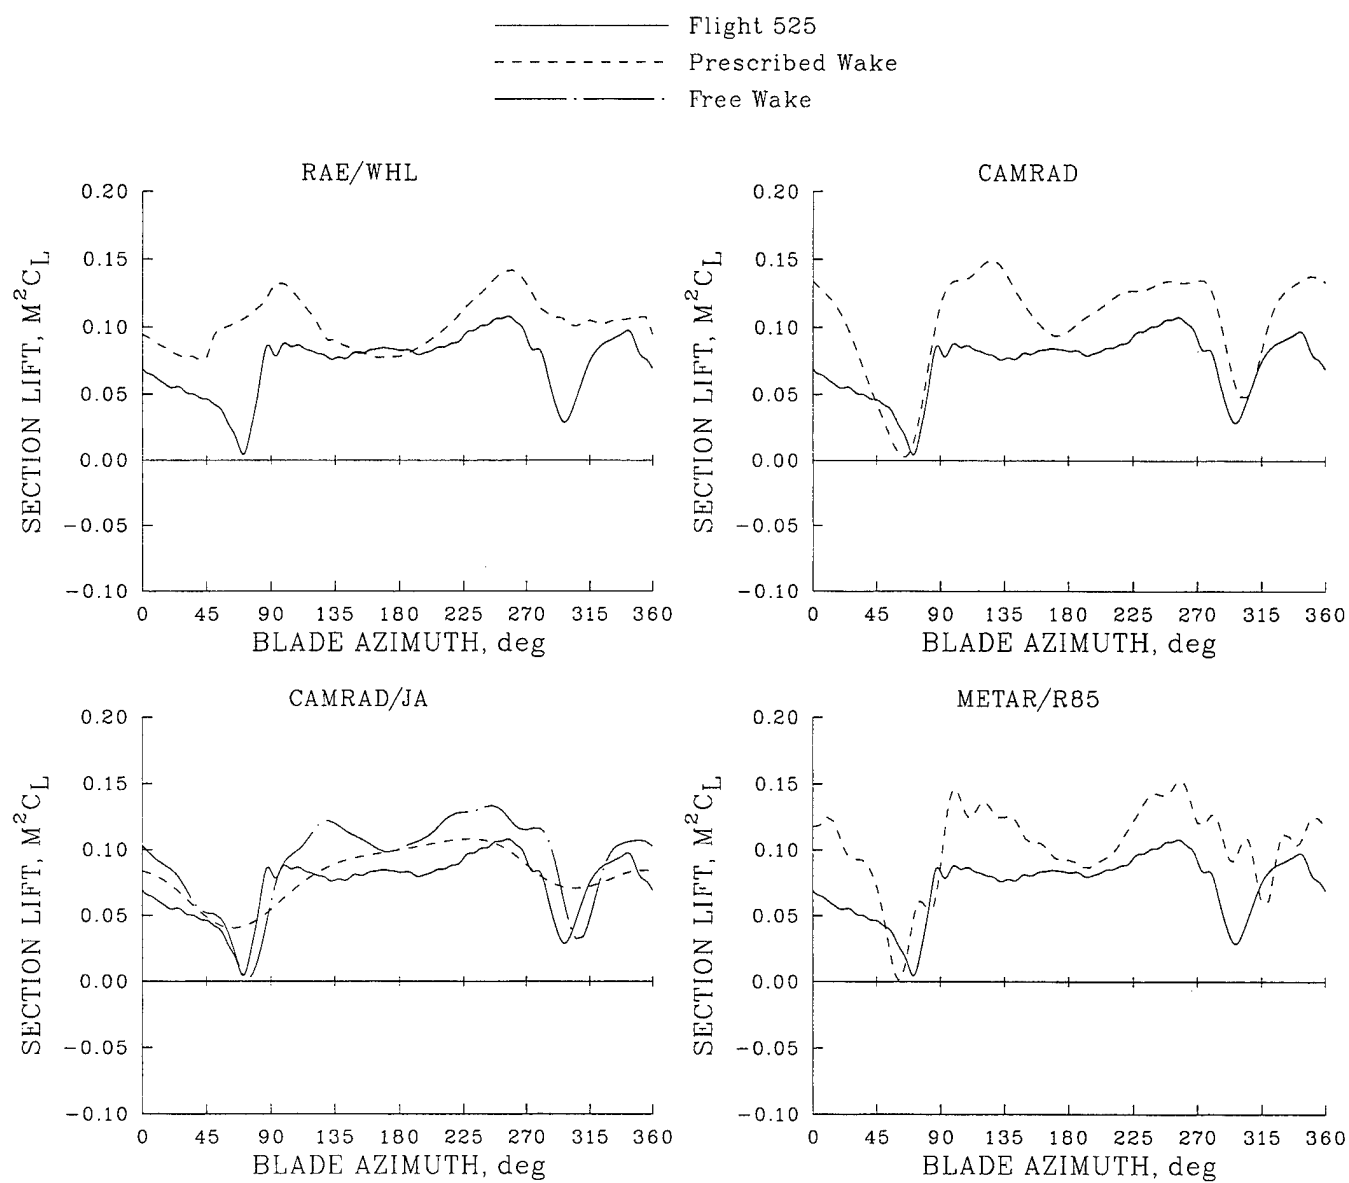 Flight 525
Prescribed Wake
Free Wake
RAE/WHL
SECTION LIFT, M²C_L
0.20
0.15
0.10
0.05
0.00
−0.05
−0.10
0 45 90 135 180 225 270 315 360
BLADE AZIMUTH, deg
CAMRAD
SECTION LIFT, M²C_L
0.20
0.15
0.10
0.05
0.00
−0.05
−0.10
0 45 90 135 180 225 270 315 360
BLADE AZIMUTH, deg
CAMRAD/JA
SECTION LIFT, M²C_L
0.20
0.15
0.10
0.05
0.00
−0.05
−0.10
0 45 90 135 180 225 270 315 360
BLADE AZIMUTH, deg
METAR/R85
SECTION LIFT, M²C_L
0.20
0.15
0.10
0.05
0.00
−0.05
−0.10
0 45 90 135 180 225 270 315 360
BLADE AZIMUTH, deg